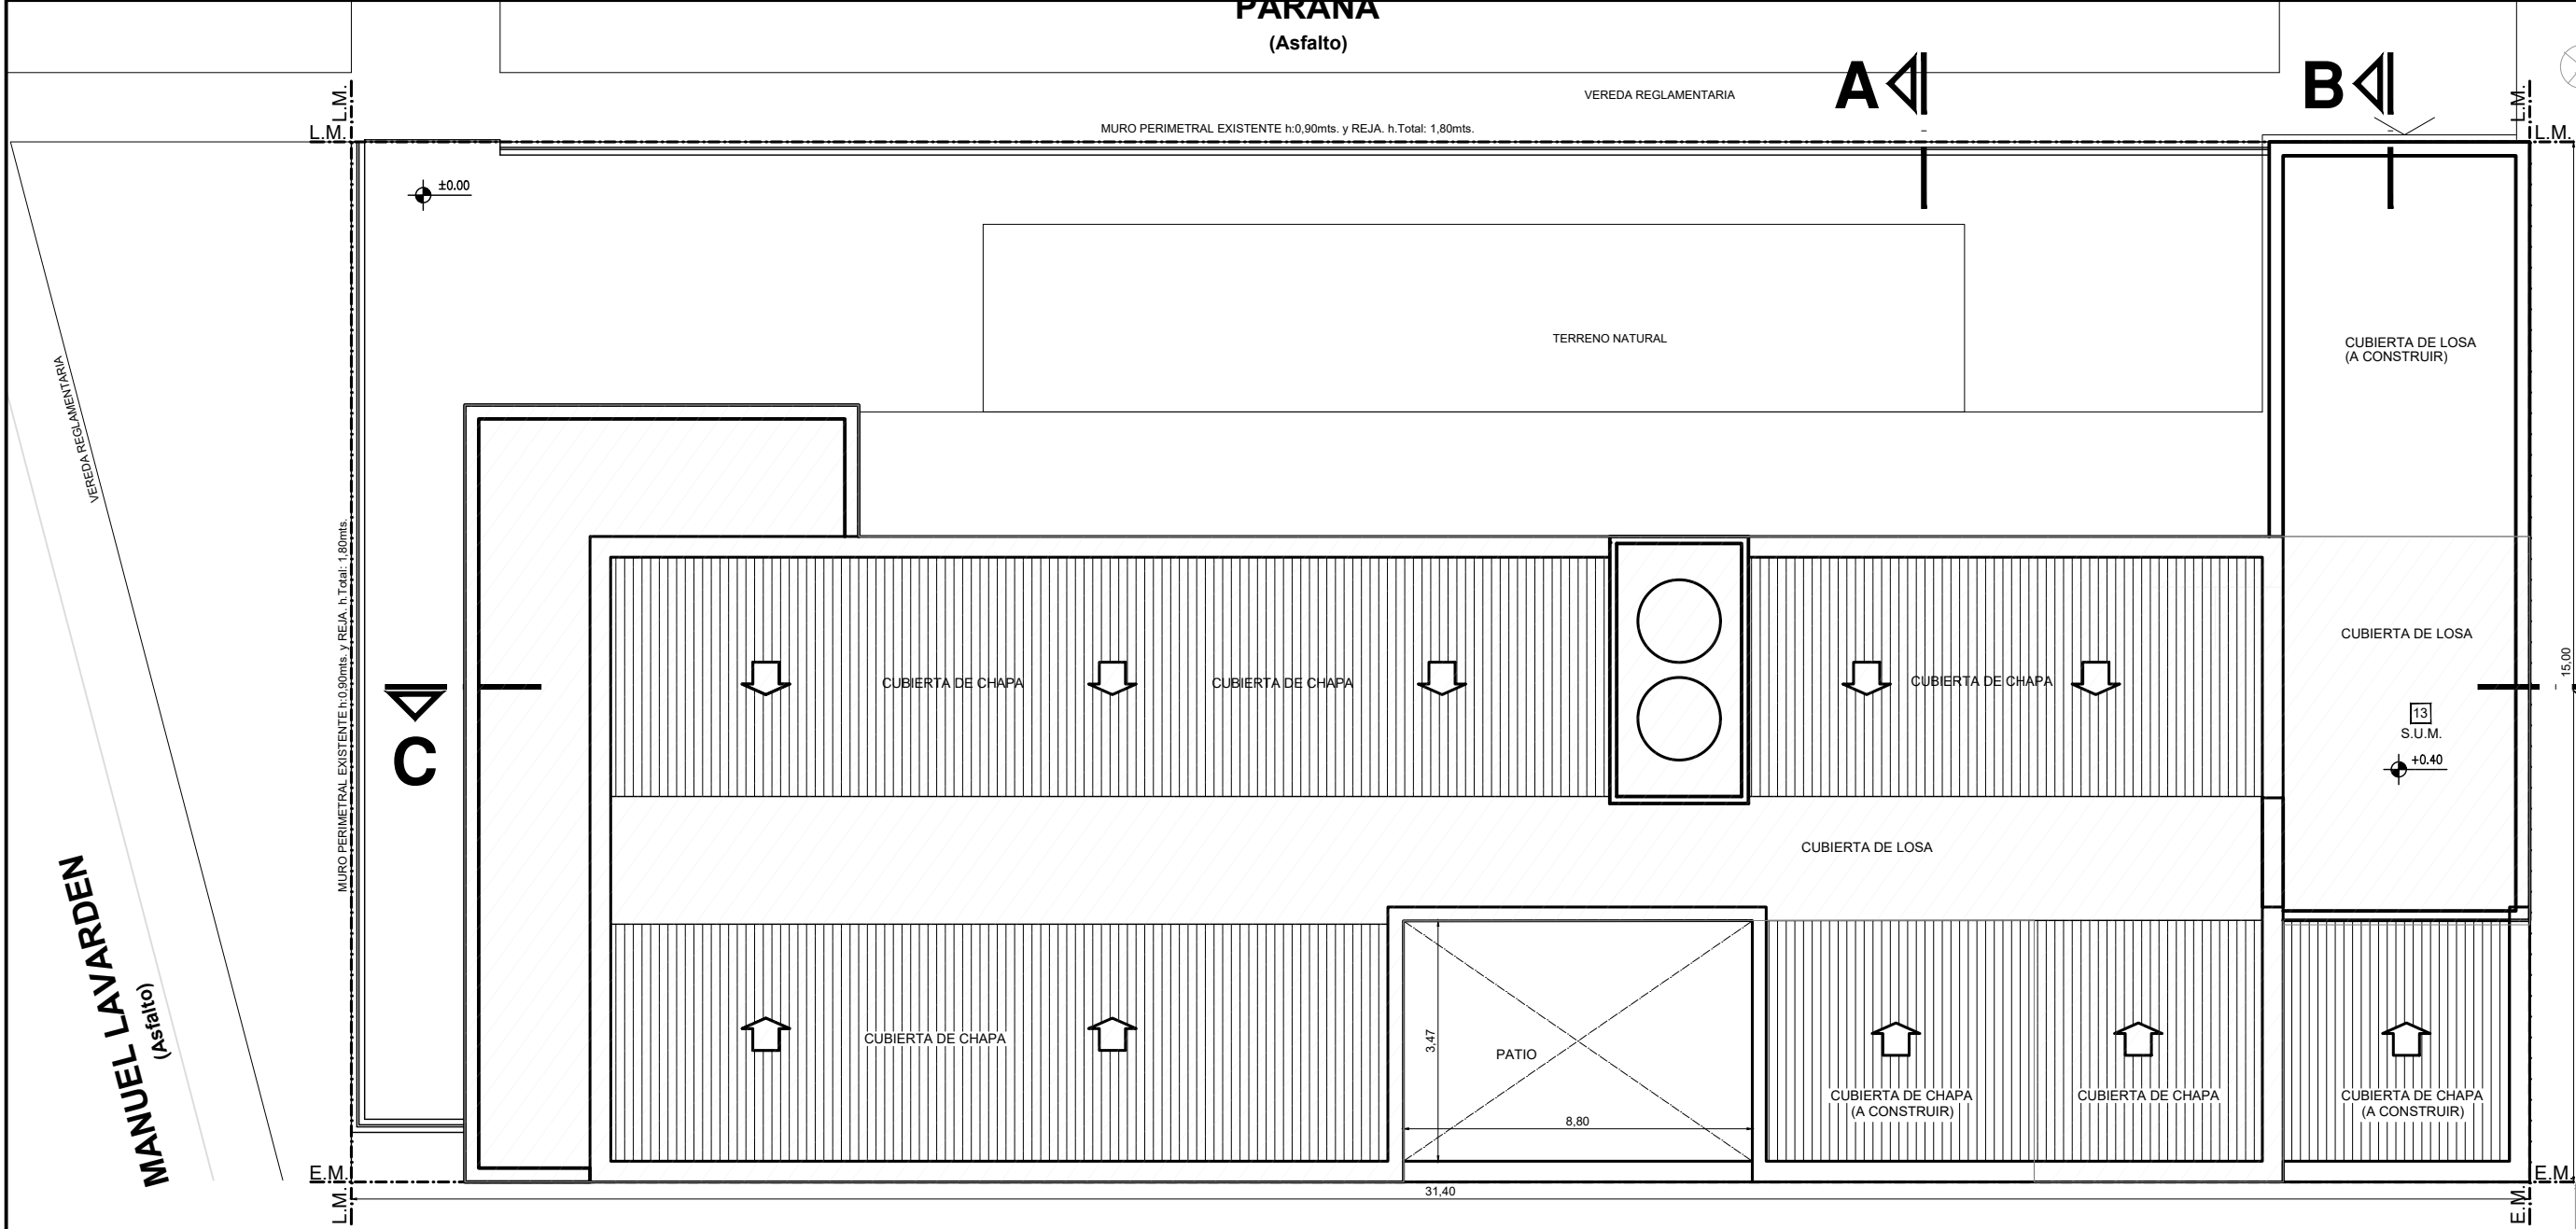 PARANA
(Asfalto)
VEREDA REGLAMENTARIA
A
B
L.M.
L.M.
L.M.
L.M.
MURO PERIMETRAL EXISTENTE h:0,90mts. y REJA. h.Total: 1,80mts.
±0.00
TERRENO NATURAL
CUBIERTA DE LOSA
(A CONSTRUIR)
VEREDA REGLAMENTARIA
MURO PERIMETRAL EXISTENTE h:0,90mts. y REJA. h.Total: 1,80mts.
CUBIERTA DE LOSA
15,00
CUBIERTA DE CHAPA
CUBIERTA DE CHAPA
CUBIERTA DE CHAPA
13
S.U.M.
+0.40
C
CUBIERTA DE LOSA
MANUEL LAVARDEN
(Asfalto)
CUBIERTA DE CHAPA
3,47
PATIO
8,80
CUBIERTA DE CHAPA
(A CONSTRUIR)
CUBIERTA DE CHAPA
CUBIERTA DE CHAPA
(A CONSTRUIR)
E.M.
L.M.
31,40
E.M.
E.M.